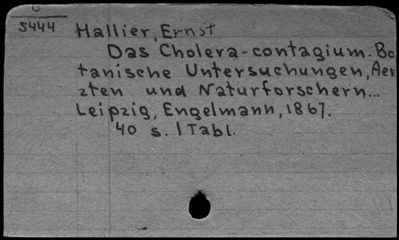 5444
Hallier, Ernst
Das Cholera-contagium. Bo
tanische Untersuchungen, Aer
zten und Naturforschern...
Leipzig, Engelmann, 1867.
40 s. 1 Tabl.